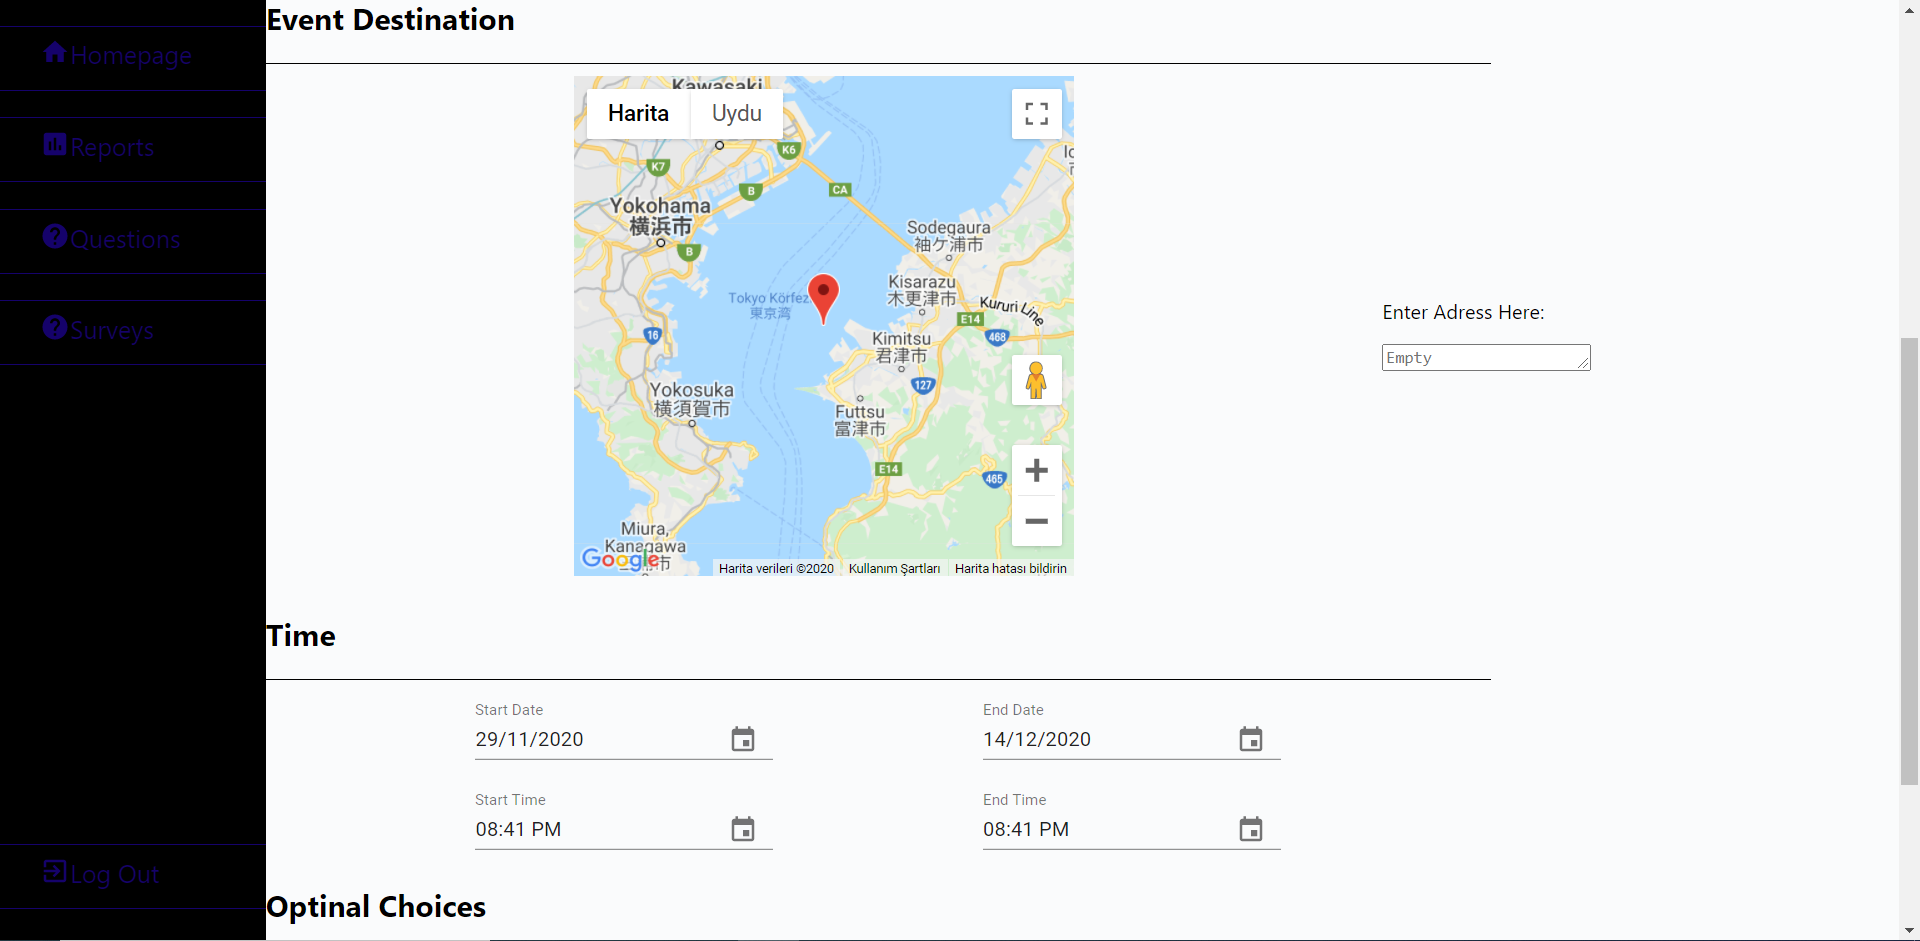 Event Destination
Homepage
Reports
Questions
Surveys
Log Out
Kawasaki
Harita
Uydu
K6
K7
B
CA
Yokohama
横浜市
B
Sodegaura
袖ケ浦市
Kisarazu
木更津市
Kururi Line
Tokyo Körfez
東京湾
E14
16
468
Kimitsu
君津市
127
Yokosuka
横須賀市
Futtsu
富津市
E14
465
Miura,
Kanagawa
Google
Harita verileri ©2020
Kullanım Şartları
Harita hatası bildirin
Enter Adress Here:
Empty
Time
Start Date
29/11/2020
End Date
14/12/2020
Start Time
08:41 PM
End Time
08:41 PM
Optinal Choices